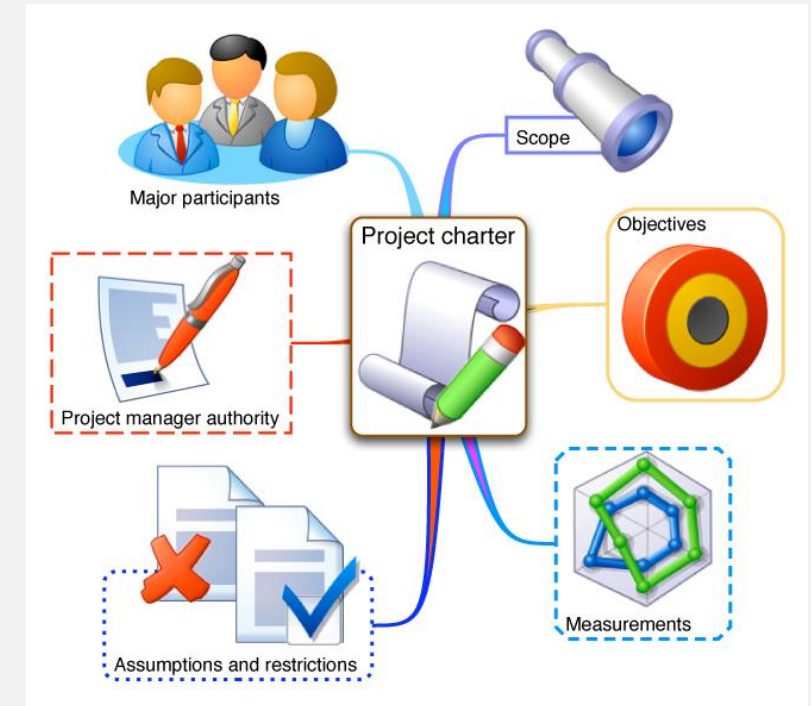 Major participants
Scope
Project charter
Objectives
Project manager authority
Measurements
Assumptions and restrictions